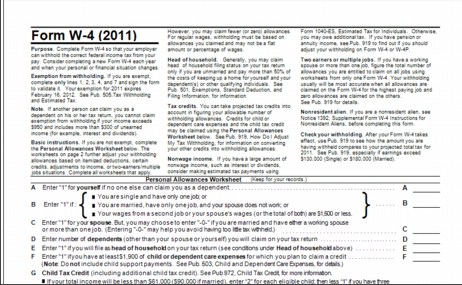 Form W-4 (2011)
Purpose. Complete Form W-4 so that your employer
can withhold the correct federal income tax from your
pay. Consider completing a new Form W-4 each year
and when your personal or financial situation changes.
Exemption from withholding. If you are exempt,
complete only lines 1, 2, 3, 4, and 7 and sign the form
to validate it. Your exemption for 2011 expires
February 16, 2012. See Pub. 505, Tax Withholding
and Estimated Tax.
Note. If another person can claim you as a
dependent on his or her tax return, you cannot claim
exemption from withholding if your income exceeds
$950 and includes more than $300 of unearned
income (for example, interest and dividends).
Basic instructions. If you are not exempt, complete
the Personal Allowances Worksheet below. The
worksheets on page 2 further adjust your withholding
allowances based on itemized deductions, certain
credits, adjustments to income, or two-earners/multiple
jobs situations. Complete all worksheets that apply.
However, you may claim fewer (or zero) allowances.
For regular wages, withholding must be based on
allowances you claimed and may not be a flat
amount or percentage of wages.
Head of household. Generally, you may claim
head of household filing status on your tax return
only if you are unmarried and pay more than 50% of
the costs of keeping up a home for yourself and your
dependent(s) or other qualifying individuals. See
Pub. 501, Exemptions, Standard Deduction, and
Filing Information, for information.
Tax credits. You can take projected tax credits into
account in figuring your allowable number of
withholding allowances. Credits for child or
dependent care expenses and the child tax credit
may be claimed using the Personal Allowances
Worksheet below. See Pub. 919, How Do I Adjust
My Tax Withholding, for information on converting
your other credits into withholding allowances.
Nonwage income. If you have a large amount of
nonwage income, such as interest or dividends,
consider making estimated tax payments using
Form 1040-ES, Estimated Tax for Individuals. Otherwise,
you may owe additional tax. If you have pension or
annuity income, see Pub. 919 to find out if you should
adjust your withholding on Form W-4 or W-4P.
Two earners or multiple jobs. If you have a working
spouse or more than one job, figure the total number of
allowances you are entitled to claim on all jobs using
worksheets from only one Form W-4. Your withholding
usually will be most accurate when all allowances are
claimed on the Form W-4 for the highest paying job and
zero allowances are claimed on the others.
See Pub. 919 for details.
Nonresident alien. If you are a nonresident alien, see
Notice 1392, Supplemental Form W-4 Instructions for
Nonresident Aliens, before completing this form.
Check your withholding. After your Form W-4 takes
effect, use Pub. 919 to see how the amount you are
having withheld compares to your projected total tax for
2011. See Pub. 919, especially if earnings exceed
$130,000 (Single) or $180,000 (Married).
Personal Allowances Worksheet (Keep for your records.)
A Enter "1" for yourself if no one else can claim you as a dependent A
B Enter "1" if: { • You are single and have only one job; or
• You are married, have only one job, and your spouse does not work; or
• Your wages from a second job or your spouse's wages (or the total of both) are $1,500 or less. } B
C Enter "1" for your spouse. But, you may choose to enter "-0-" if you are married and have either a working spouse
or more than one job. (Entering "-0-" may help you avoid having too little tax withheld.) C
D Enter number of dependents (other than your spouse or yourself) you will claim on your tax return D
E Enter "1" if you will file as head of household on your tax return (see conditions under Head of household above) E
F Enter "1" if you have at least $1,900 of child or dependent care expenses for which you plan to claim a credit F
(Note. Do not include child support payments. See Pub. 503, Child and Dependent Care Expenses, for details.)
G Child Tax Credit (including additional child tax credit). See Pub. 972, Child Tax Credit, for more information.
• If your total income will be less than $61,000 ($90,000 if married), enter "2" for each eligible child; then less "1" if you have three